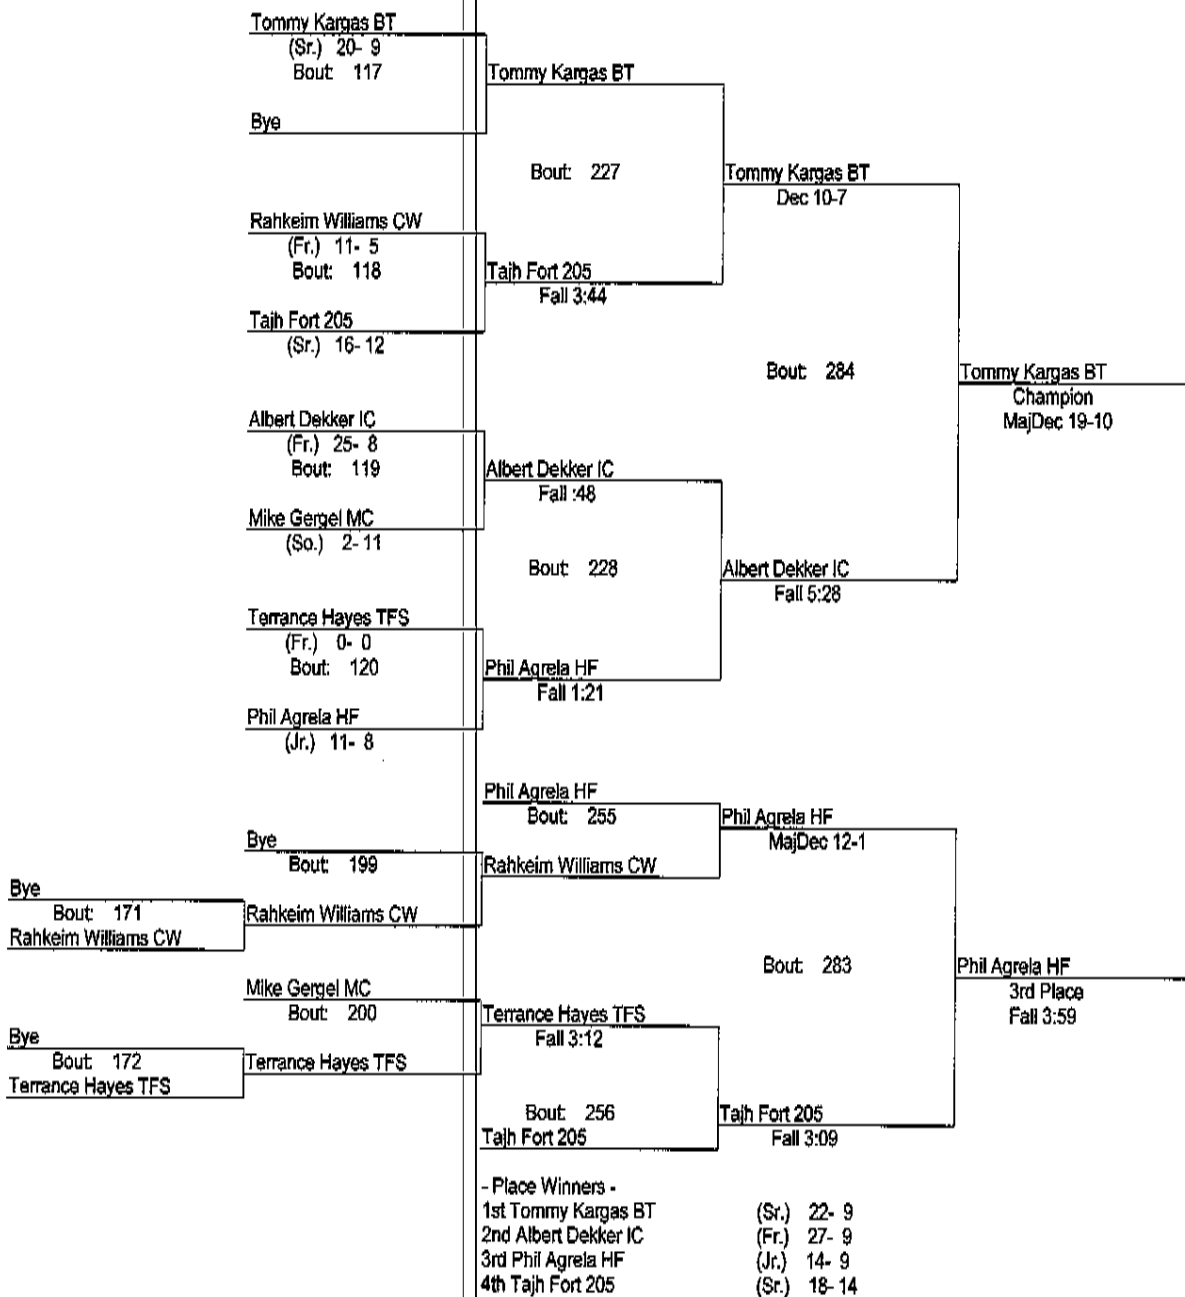 Tommy Kargas BT
(Sr.) 20- 9
Bout: 117
Tommy Kargas BT
Bye
Bout: 227
Tommy Kargas BT
Dec 10-7
Rahkeim Williams CW
(Fr.) 11- 5
Bout: 118
Tajh Fort 205
Fall 3:44
Tajh Fort 205
(Sr.) 16- 12
Bout: 284
Tommy Kargas BT
Champion
MajDec 19-10
Albert Dekker IC
(Fr.) 25- 8
Bout: 119
Albert Dekker IC
Fall :48
Mike Gergel MC
(So.) 2- 11
Bout: 228
Albert Dekker IC
Fall 5:28
Terrance Hayes TFS
(Fr.) 0- 0
Bout: 120
Phil Agrela HF
Fall 1:21
Phil Agrela HF
(Jr.) 11- 8
Phil Agrela HF
Bout: 255
Phil Agrela HF
MajDec 12-1
Bye
Bout: 199
Rahkeim Williams CW
Bye
Bout: 171
Rahkeim Williams CW
Rahkeim Williams CW
Bout: 283
Phil Agrela HF
3rd Place
Fall 3:59
Mike Gergel MC
Bout: 200
Terrance Hayes TFS
Fall 3:12
Bye
Bout: 172
Terrance Hayes TFS
Terrance Hayes TFS
Bout: 256
Tajh Fort 205
Tajh Fort 205
Fall 3:09
- Place Winners -
1st Tommy Kargas BT (Sr.) 22- 9
2nd Albert Dekker IC (Fr.) 27- 9
3rd Phil Agrela HF (Jr.) 14- 9
4th Tajh Fort 205 (Sr.) 18- 14